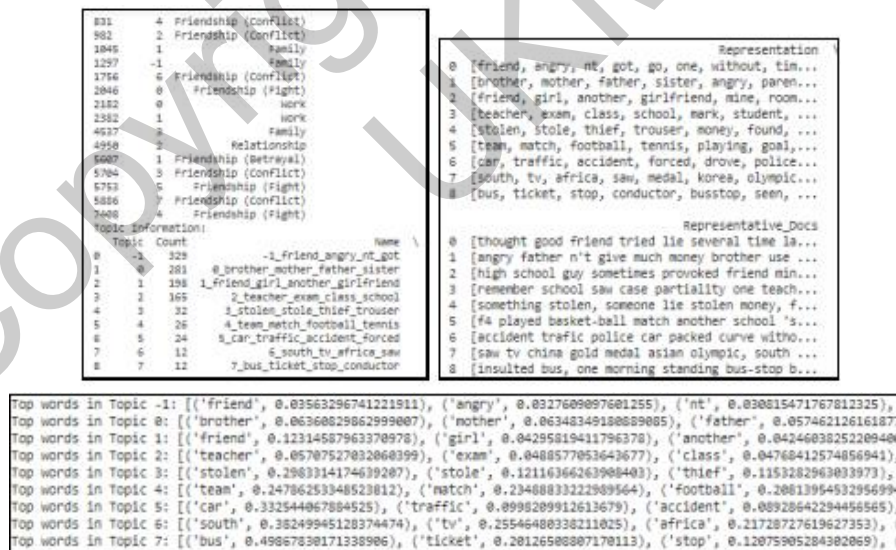 831 4 Friendship (Conflict)
982 2 Friendship (Conflict)
1045 1 Family
1297 -1 Family
1756 6 Friendship (Conflict)
2046 0 Friendship (Fight)
2182 0 Work
2382 1 Work
4537 3 Family
4950 2 Relationship
5607 1 Friendship (Betrayal)
5704 3 Friendship (Conflict)
5753 5 Friendship (Fight)
5886 7 Friendship (Conflict)
7408 4 Friendship (Fight)
Topic Information:
Topic Count Name \
0 -1 329 -1_friend_angry_nt_got
1 0 281 0_brother_mother_father_sister
2 1 198 1_friend_girl_another_girlfriend
3 2 165 2_teacher_exam_class_school
4 3 32 3_stolen_stole_thief_trouser
5 4 26 4_team_match_football_tennis
6 5 24 5_car_traffic_accident_forced
7 6 12 6_south_tv_africa_saw
8 7 12 7_bus_ticket_stop_conductor
Representation \
0 [friend, angry, nt, got, go, one, without, tim...
1 [brother, mother, father, sister, angry, paren...
2 [friend, girl, another, girlfriend, mine, room...
3 [teacher, exam, class, school, mark, student, ...
4 [stolen, stole, thief, trouser, money, found, ...
5 [team, match, football, tennis, playing, goal,...
6 [car, traffic, accident, forced, drove, police...
7 [south, tv, africa, saw, medal, korea, olympic...
8 [bus, ticket, stop, conductor, busstop, seen, ...
Representative_Docs
0 [thought good friend tried lie several time la...
1 [angry father n't give much money brother use ...
2 [high school guy sometimes provoked friend min...
3 [remember school saw case partiality one teach...
4 [something stolen, someone lie stolen money, f...
5 [f4 played basket-ball match another school 's...
6 [accident trafic police car packed curve witho...
7 [saw tv china gold medal asian olympic, south ...
8 [insulted bus, one morning standing bus-stop b...
Top words in Topic -1: [('friend', 0.03563296741221911), ('angry', 0.0327609097601255), ('nt', 0.030815471767812325),
Top words in Topic 0: [('brother', 0.06360829862999007), ('mother', 0.06348349180889085), ('father', 0.0574621261618
Top words in Topic 1: [('friend', 0.12314587963370978), ('girl', 0.04295819411796378), ('another', 0.0424603825220940
Top words in Topic 2: [('teacher', 0.05707527032060399), ('exam', 0.0488577053643677), ('class', 0.04768412574856941),
Top words in Topic 3: [('stolen', 0.2983314174639207), ('stole', 0.12116366263908403), ('thief', 0.1153282963033973),
Top words in Topic 4: [('team', 0.24786253348523812), ('match', 0.23488833222989564), ('football', 0.208139545329569
Top words in Topic 5: [('car', 0.332544067884525), ('traffic', 0.0998209912613679), ('accident', 0.08928642294456565),
Top words in Topic 6: [('south', 0.38249945128374474), ('tv', 0.25546480338211025), ('africa', 0.21728727619627353),
Top words in Topic 7: [('bus', 0.49867830171338906), ('ticket', 0.20126508807170113), ('stop', 0.12075905284302069),
copyright
UKM